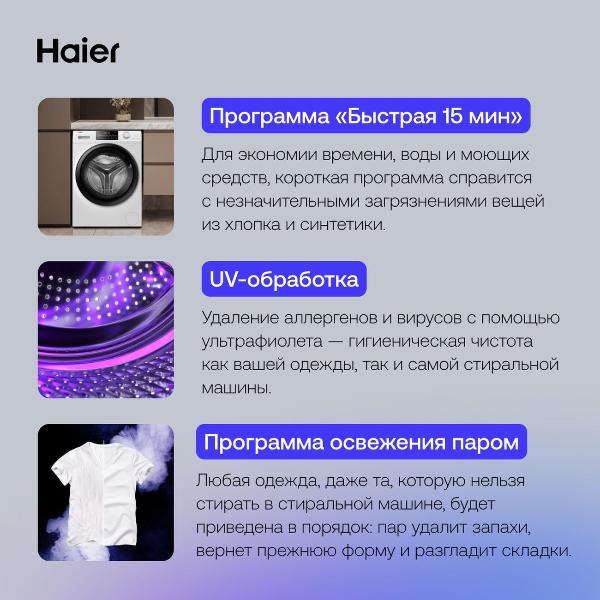 Haier
Программа «Быстрая 15 мин»
Для экономии времени, воды и моющих
средств, короткая программа справится
с незначительными загрязнениями вещей
из хлопка и синтетики.
UV-обработка
Удаление аллергенов и вирусов с помощью
ультрафиолета — гигиеническая чистота
как вашей одежды, так и самой стиральной
машины.
Программа освежения паром
Любая одежда, даже та, которую нельзя
стирать в стиральной машине, будет
приведена в порядок: пар удалит запахи,
вернет прежнюю форму и разгладит складки.